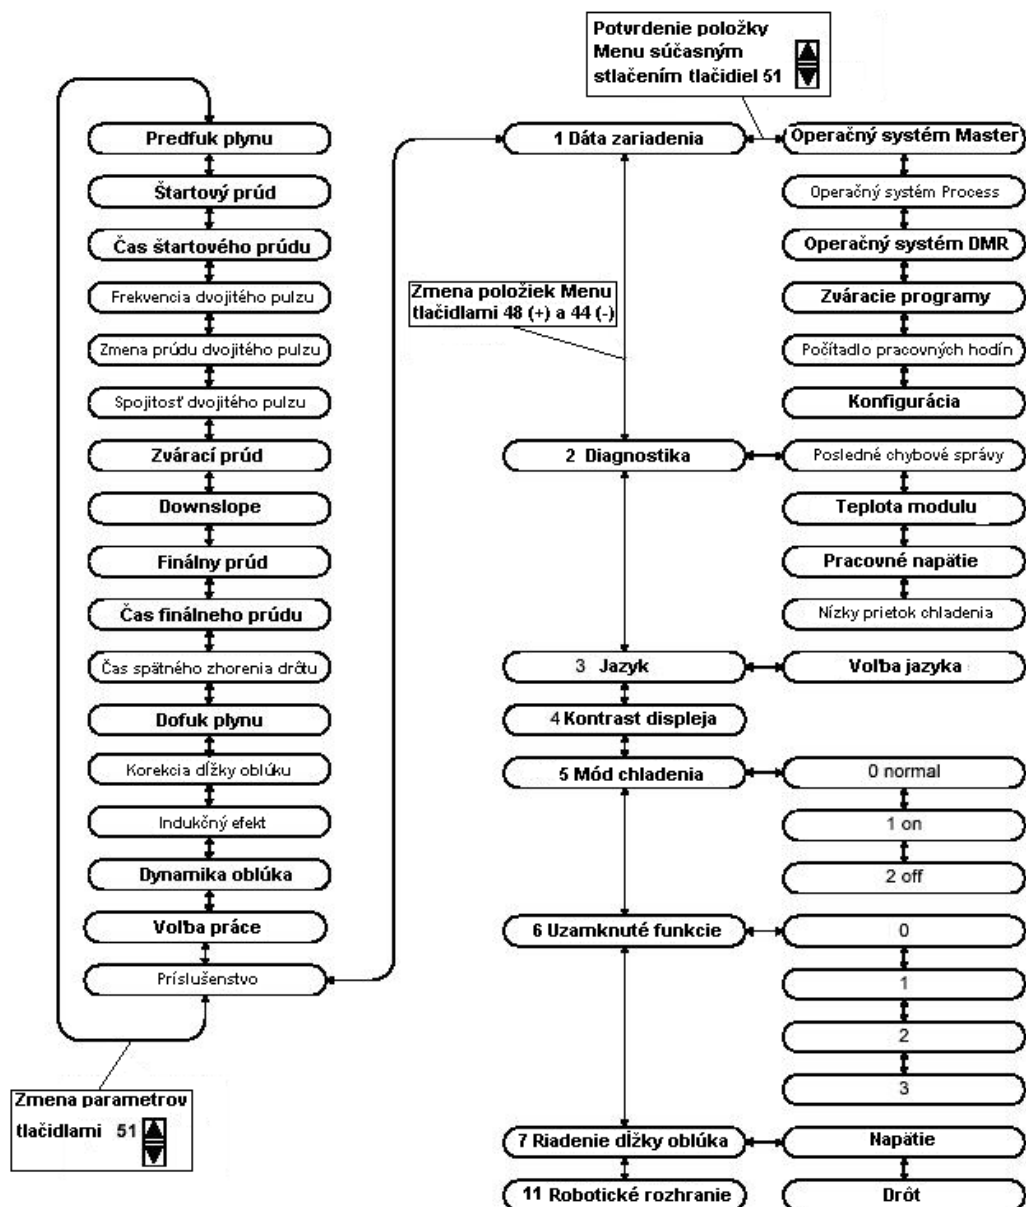 Potvrdenie položky
Menu súčasným
stlačením tlačidiel 51
Predfuk plynu
Štartový prúd
Čas štartového prúdu
Frekvencia dvojitého pulzu
Zmena prúdu dvojitého pulzu
Spojitosť dvojitého pulzu
Zvárací prúd
Downslope
Finálny prúd
Čas finálneho prúdu
Čas spätného zhorenia drôtu
Dofuk plynu
Korekcia dĺžky oblúku
Indukčný efekt
Dynamika oblúka
Voľba práce
Príslušenstvo
Zmena parametrov
tlačidlami 51
Zmena položiek Menu
tlačidlami 48 (+) a 44 (-)
1 Dáta zariadenia
Operačný systém Master
Operačný systém Process
Operačný systém DMR
Zváracie programy
Počítadlo pracovných hodín
Konfigurácia
2 Diagnostika
Posledné chybové správy
Teplota modulu
Pracovné napätie
Nízky prietok chladenia
3 Jazyk
Voľba jazyka
4 Kontrast displeja
5 Mód chladenia
0 normal
1 on
2 off
6 Uzamknuté funkcie
0
1
2
3
7 Riadenie dĺžky oblúka
Napätie
11 Robotické rozhranie
Drôt